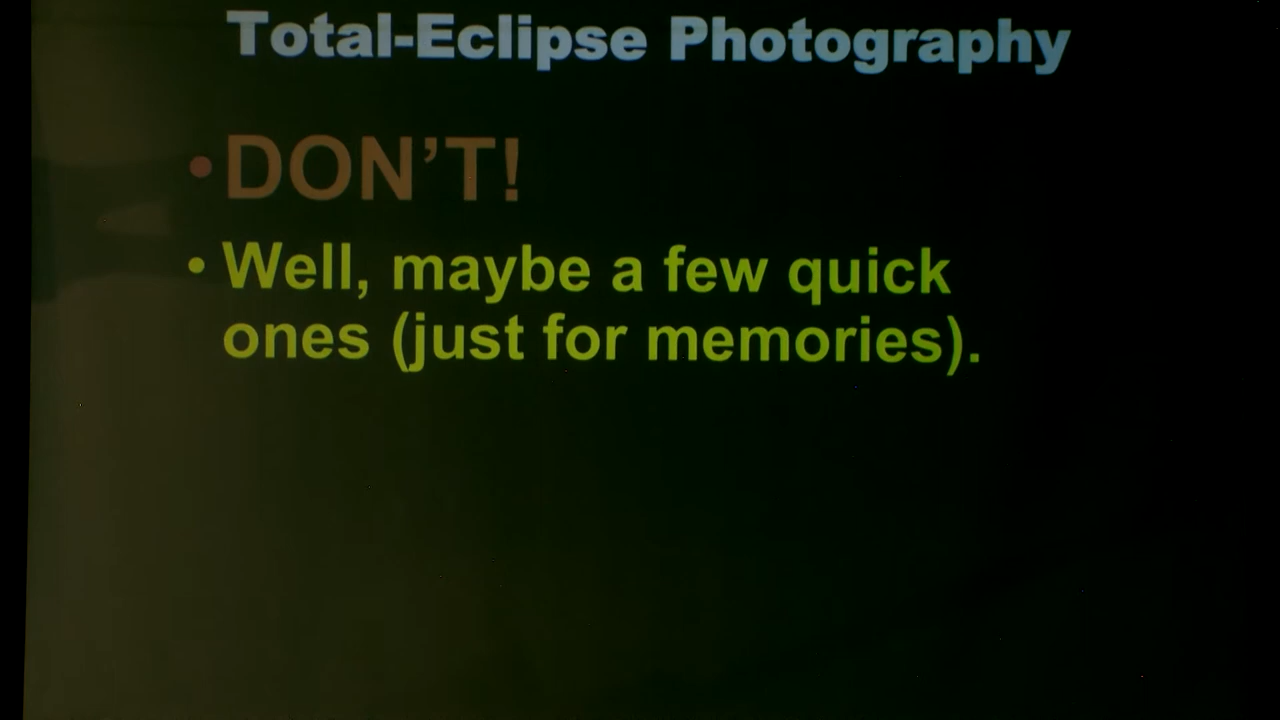 Total-Eclipse Photography
•DON’T!
• Well, maybe a few quick
ones (just for memories).